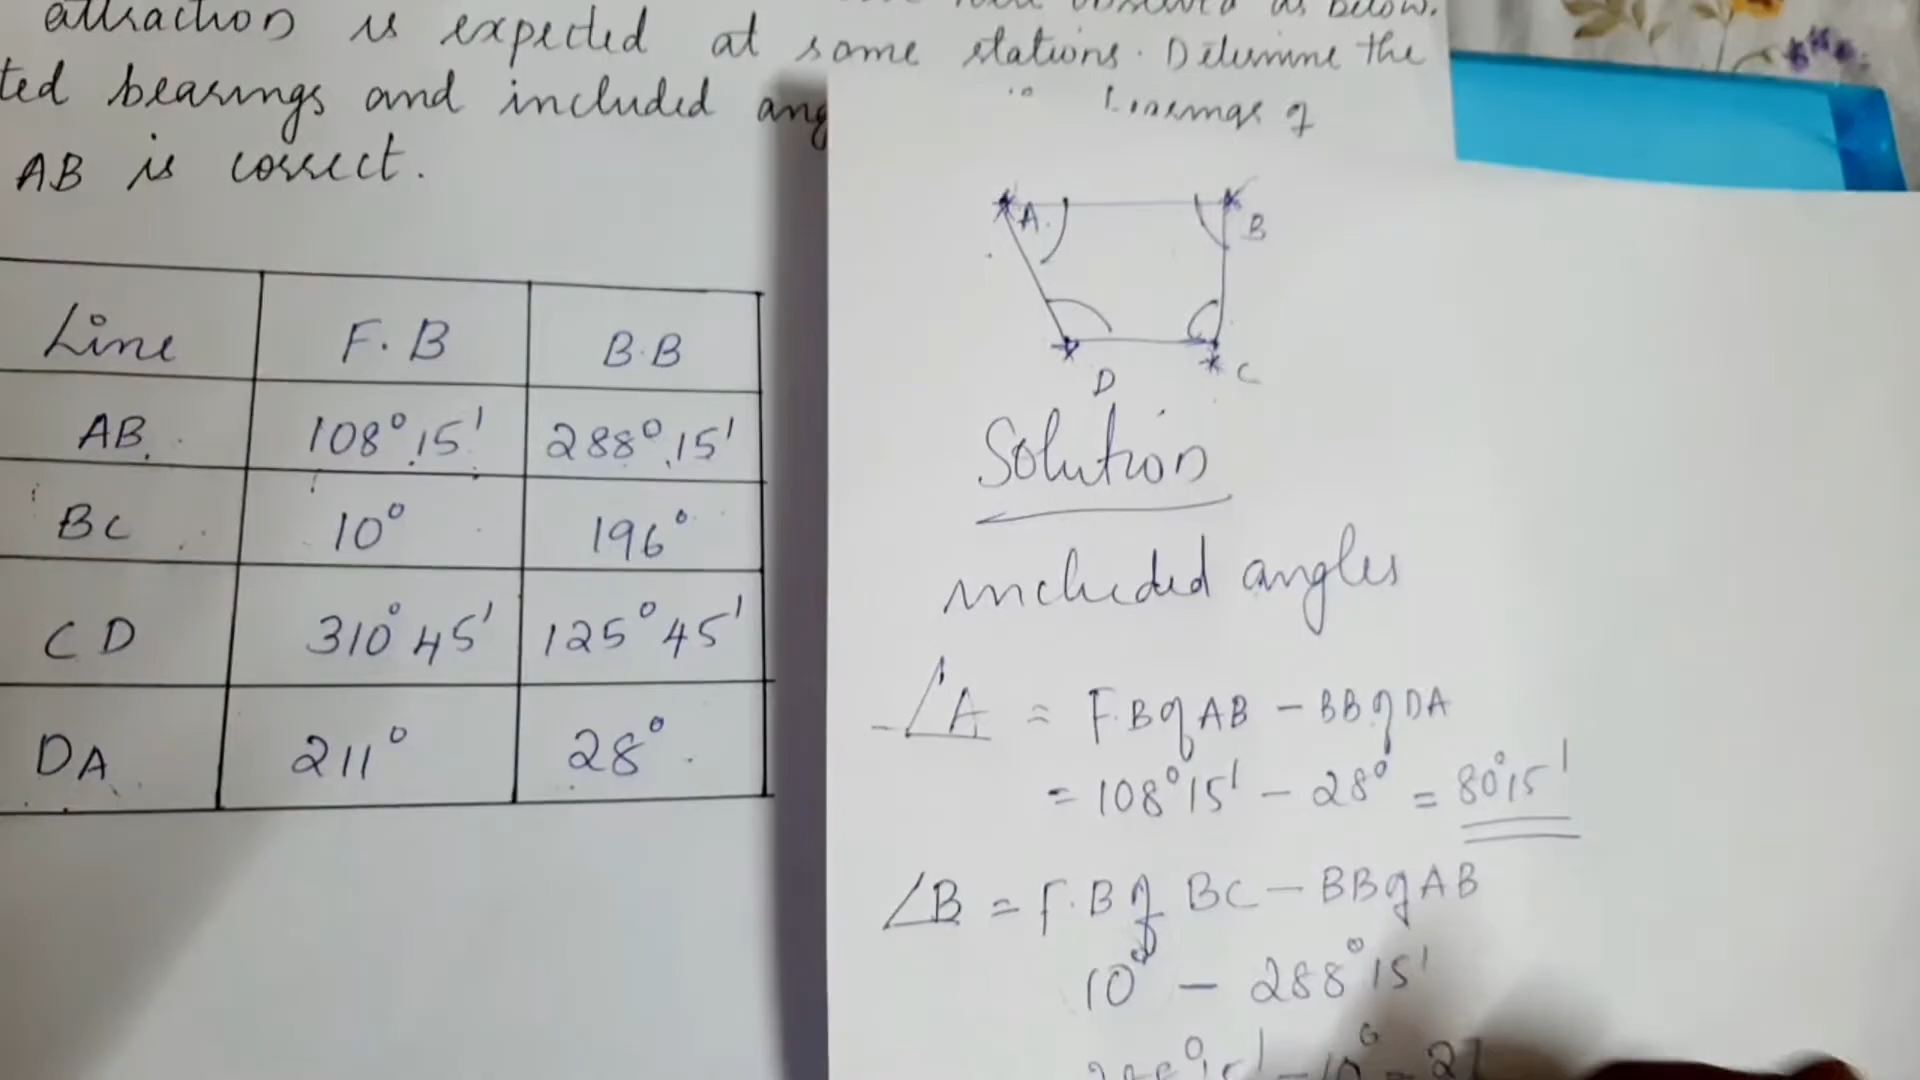 attraction is expected at some stations. Determine the
ted bearings and included ang
AB is correct.
Line F.B B.B
AB 108° 15' 288° 15'
BC 10° 196°
CD 310° 45' 125° 45'
DA 211° 28°
A B
D C
Solution
included angles
∠A = F.B of AB - BB of DA
= 108° 15' - 28° = 80° 15'
∠B = F.B of BC - BB of AB
10° - 288° 15'